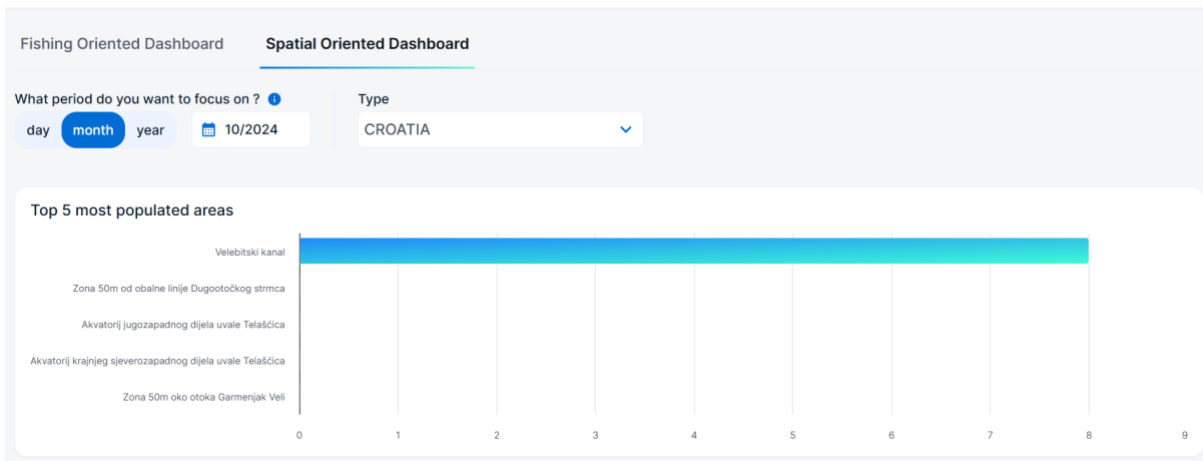 Fishing Oriented Dashboard Spatial Oriented Dashboard
What period do you want to focus on ? Type
day month year 10/2024 CROATIA
Top 5 most populated areas
Velebitski kanal
Zona 50m od obalne linije Dugootočkog strmca
Akvatorij jugozapadnog dijela uvale Telašćica
Akvatorij krajnjeg sjeverozapadnog dijela uvale Telašćica
Zona 50m oko otoka Garmenjak Veli
0 1 2 3 4 5 6 7 8 9